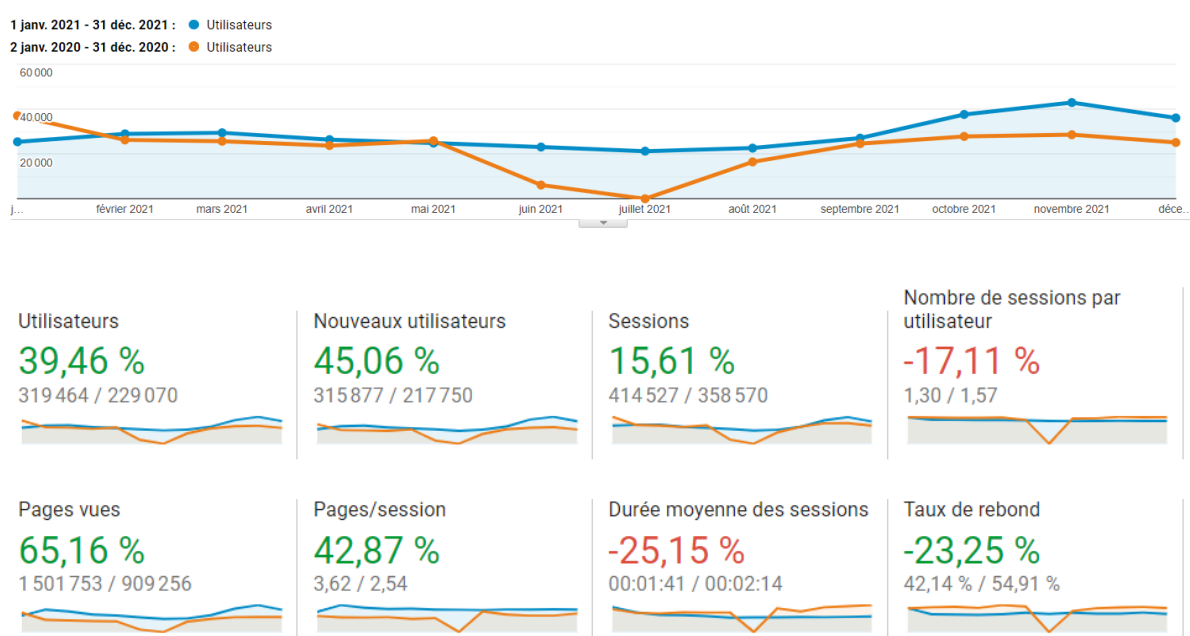 1 janv. 2021 - 31 déc. 2021 : Utilisateurs
2 janv. 2020 - 31 déc. 2020 : Utilisateurs
60 000
40 000
20 000
j... février 2021 mars 2021 avril 2021 mai 2021 juin 2021 juillet 2021 août 2021 septembre 2021 octobre 2021 novembre 2021 déce...
Utilisateurs
39,46 %
319 464 / 229 070
Nouveaux utilisateurs
45,06 %
315 877 / 217 750
Sessions
15,61 %
414 527 / 358 570
Nombre de sessions par
utilisateur
-17,11 %
1,30 / 1,57
Pages vues
65,16 %
1 501 753 / 909 256
Pages/session
42,87 %
3,62 / 2,54
Durée moyenne des sessions
-25,15 %
00:01:41 / 00:02:14
Taux de rebond
-23,25 %
42,14 % / 54,91 %